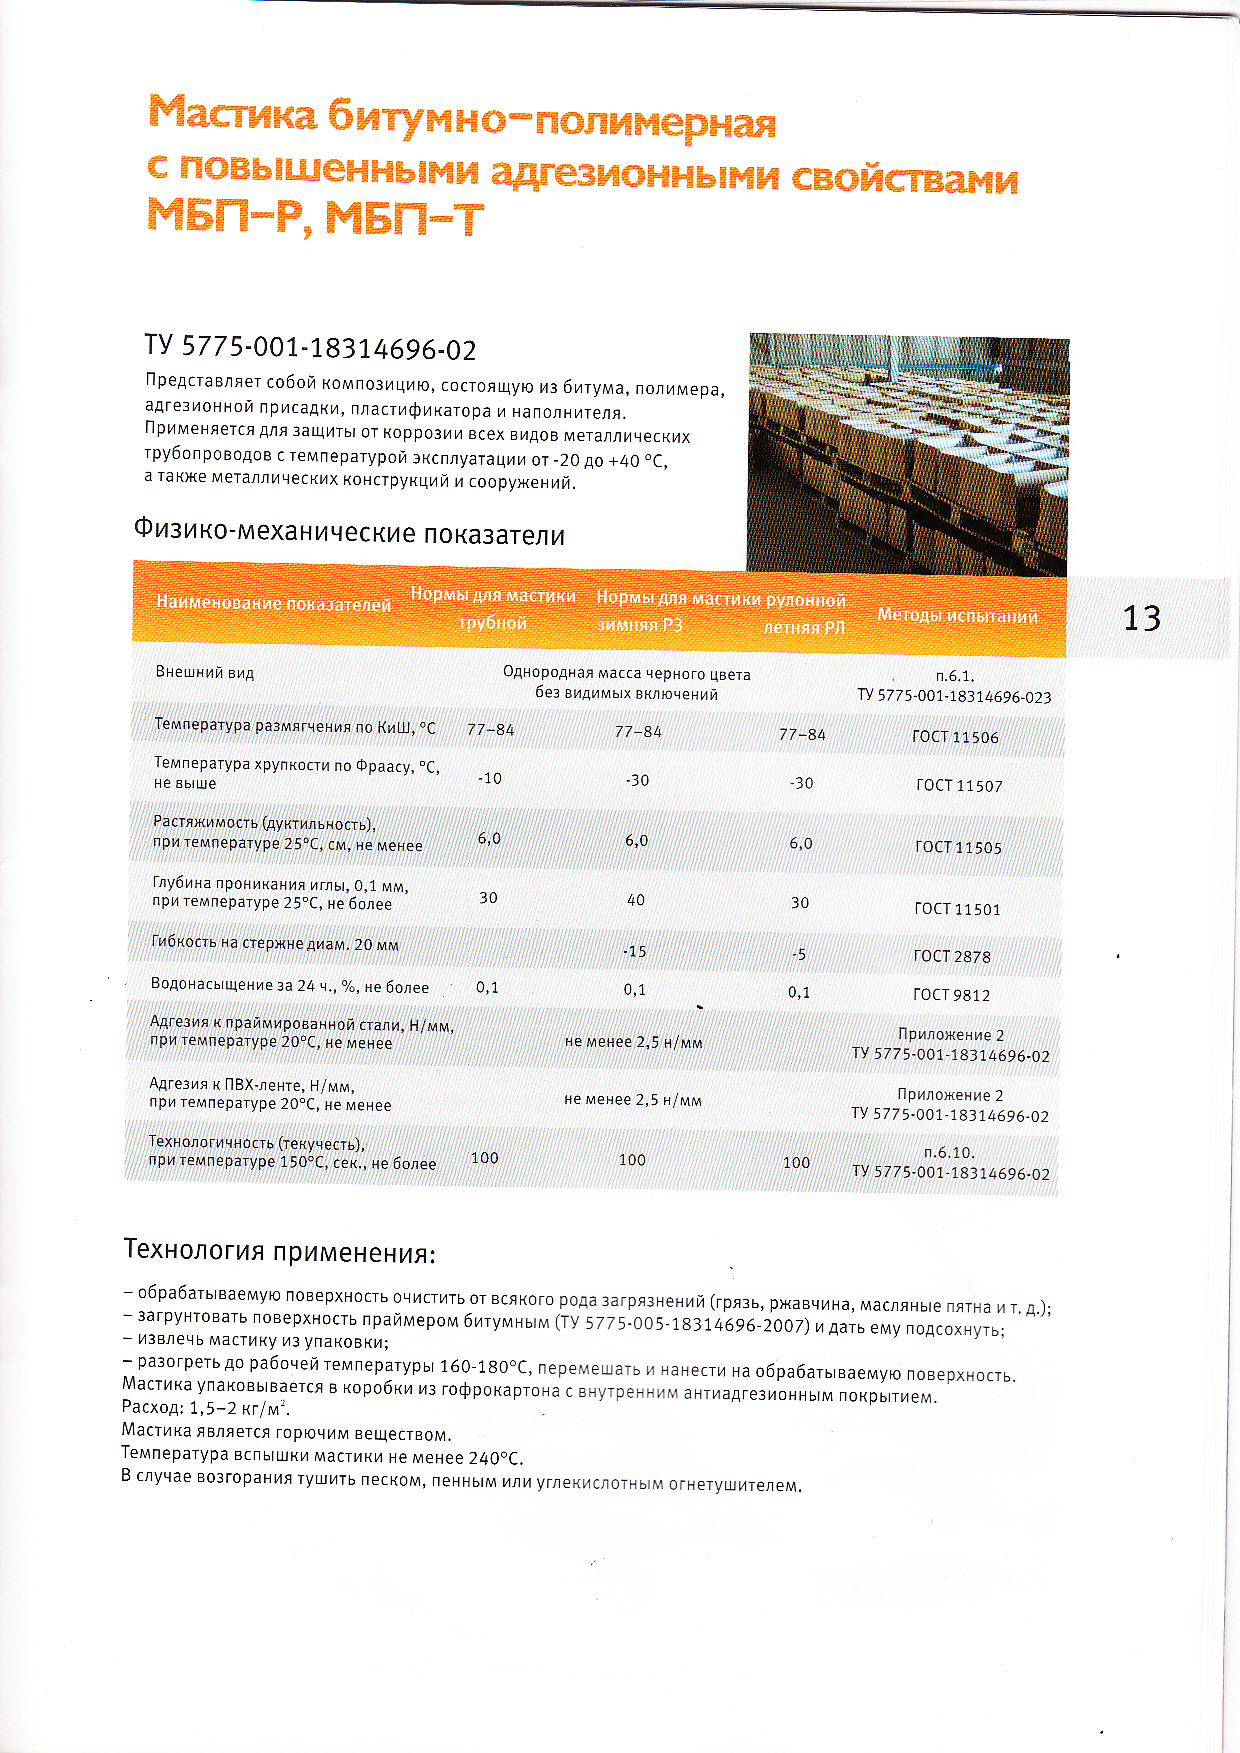 Мастика битумно-полимерная
с повышенными адгезионными свойствами
МБП-Р, МБП-Т
ТУ 5775-001-18314696-02
Представляет собой композицию, состоящую из битума, полимера,
адгезионной присадки, пластификатора и наполнителя.
Применяется для защиты от коррозии всех видов металлических
трубопроводов с температурой эксплуатации от -20 до +40 °С,
а также металлических конструкций и сооружений.
Физико-механические показатели
Наименование показателей Нормы для мастики трубной Нормы для мастики рулонной Методы испытаний
зимняя РЗ летняя РЛ
13
Внешний вид Однородная масса черного цвета п.6.1.
без видимых включений ТУ 5775-001-18314696-023
Температура размягчения по КиШ, °С 77–84 77–84 77–84 ГОСТ 11506
Температура хрупкости по Фраасу, °С,
не выше -10 -30 -30 ГОСТ 11507
Растяжимость (дуктильность),
при температуре 25°С, см, не менее 6,0 6,0 6,0 ГОСТ 11505
Глубина проникания иглы, 0,1 мм,
при температуре 25°С, не более 30 40 30 ГОСТ 11501
Гибкость на стержне диам. 20 мм -15 -5 ГОСТ 2878
Водонасыщение за 24 ч., %, не более 0,1 0,1 0,1 ГОСТ 9812
Адгезия к праймированной стали, Н/мм, Приложение 2
при температуре 20°С, не менее не менее 2,5 н/мм ТУ 5775-001-18314696-02
Адгезия к ПВХ-ленте, Н/мм, Приложение 2
при температуре 20°С, не менее не менее 2,5 н/мм ТУ 5775-001-18314696-02
Технологичность (текучесть), п.6.10.
при температуре 150°С, сек., не более 100 100 100 ТУ 5775-001-18314696-02
Технология применения:
– обрабатываемую поверхность очистить от всякого рода загрязнений (грязь, ржавчина, масляные пятна и т. д.);
– загрунтовать поверхность праймером битумным (ТУ 5775-005-18314696-2007) и дать ему подсохнуть;
– извлечь мастику из упаковки;
– разогреть до рабочей температуры 160-180°С, перемешать и нанести на обрабатываемую поверхность.
Мастика упаковывается в коробки из гофрокартона с внутренним антиадгезионным покрытием.
Расход: 1,5–2 кг/м².
Мастика является горючим веществом.
Температура вспышки мастики не менее 240°С.
В случае возгорания тушить песком, пенным или углекислотным огнетушителем.